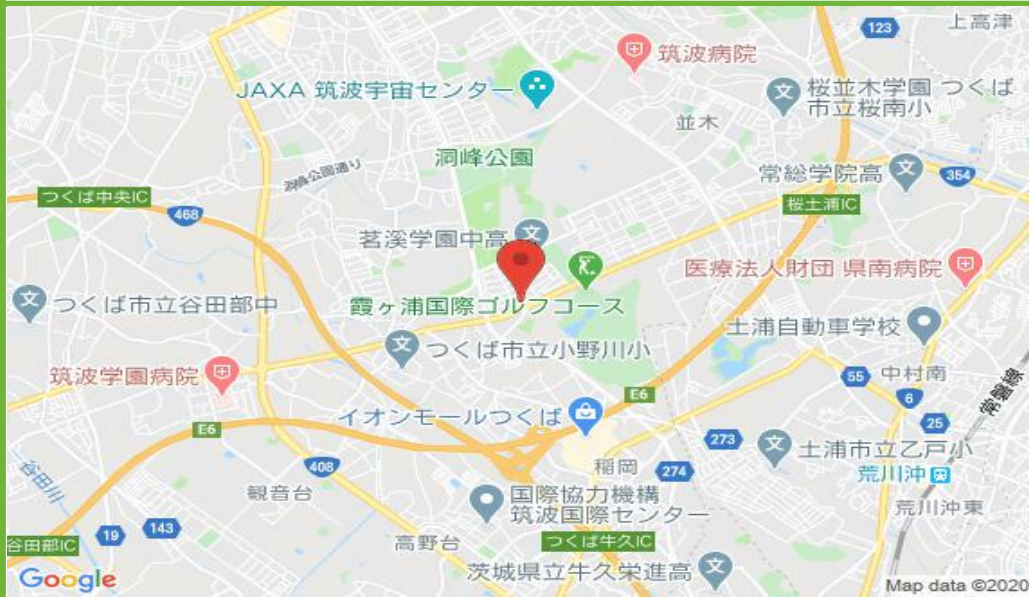 123
上高津
筑波病院
JAXA 筑波宇宙センター
桜並木学園 つくば
市立桜南小
並木
洞峰公園
洞峰公園通り
常総学院高
354
つくば中央IC
468
桜土浦IC
茗溪学園中高
医療法人財団 県南病院
つくば市立谷田部中
霞ヶ浦国際ゴルフコース
土浦自動車学校
つくば市立小野川小
筑波学園病院
55
中村南
常磐線
E6
6
イオンモールつくば
25
E6
273
土浦市立乙戸小
408
稲岡
274
荒川沖
谷田川
観音台
国際協力機構
筑波国際センター
荒川沖東
143
19
谷田部IC
高野台
つくば牛久IC
茨城県立牛久栄進高
Google
Map data ©2020